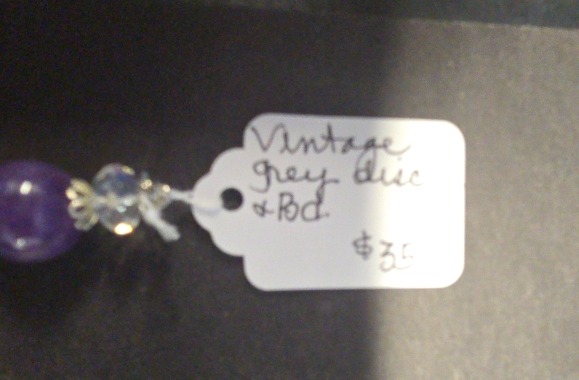 Vintage
grey disc
& Bd.
$35